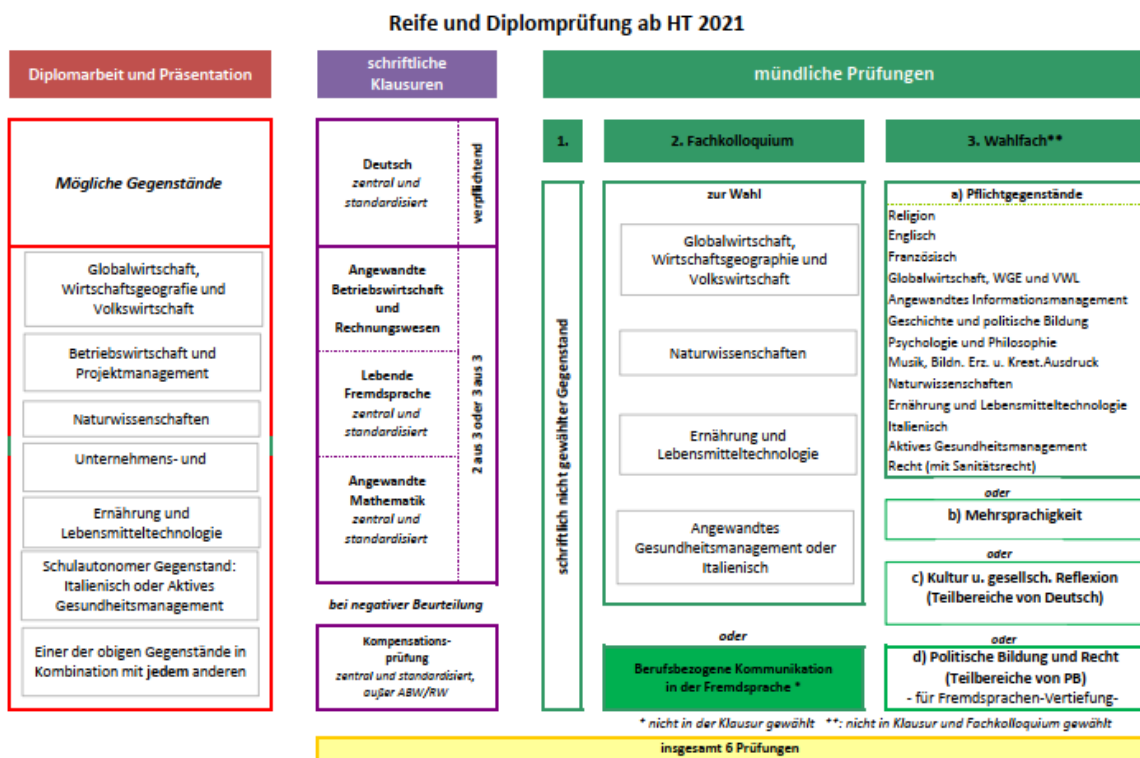 Reife und Diplomprüfung ab HT 2021
Diplomarbeit und Präsentation
Mögliche Gegenstände
Globalwirtschaft,
Wirtschaftsgeografie und
Volkswirtschaft
Betriebswirtschaft und
Projektmanagement
Naturwissenschaften
Unternehmens- und
Ernährung und
Lebensmitteltechnologie
Schulautonomer Gegenstand:
Italienisch oder Aktives
Gesundheitsmanagement
Einer der obigen Gegenstände in
Kombination mit jedem anderen
schriftliche
Klausuren
Deutsch
zentral und
standardisiert
verpflichtend
Angewandte
Betriebswirtschaft
und
Rechnungswesen
Lebende
Fremdsprache
zentral und
standardisiert
Angewandte
Mathematik
zentral und
standardisiert
2 aus 3 oder 3 aus 3
bei negativer Beurteilung
Kompensations-
prüfung
zentral und standardisiert,
außer ABW/RW
mündliche Prüfungen
1.
schriftlich nicht gewählter Gegenstand
2. Fachkolloquium
zur Wahl
Globalwirtschaft,
Wirtschaftsgeographie und
Volkswirtschaft
Naturwissenschaften
Ernährung und
Lebensmitteltechnologie
Angewandtes
Gesundheitsmanagement oder
Italienisch
oder
Berufsbezogene Kommunikation
in der Fremdsprache *
3. Wahlfach**
a) Pflichtgegenstände
Religion
Englisch
Französisch
Globalwirtschaft, WGE und VWL
Angewandtes Informationsmanagement
Geschichte und politische Bildung
Psychologie und Philosophie
Musik, Bildn. Erz. u. Kreat.Ausdruck
Naturwissenschaften
Ernährung und Lebensmitteltechnologie
Italienisch
Aktives Gesundheitsmanagement
Recht (mit Sanitätsrecht)
oder
b) Mehrsprachigkeit
oder
c) Kultur u. gesellsch. Reflexion
(Teilbereiche von Deutsch)
oder
d) Politische Bildung und Recht
(Teilbereiche von PB)
- für Fremdsprachen-Vertiefung-
* nicht in der Klausur gewählt **: nicht in Klausur und Fachkolloquium gewählt
insgesamt 6 Prüfungen